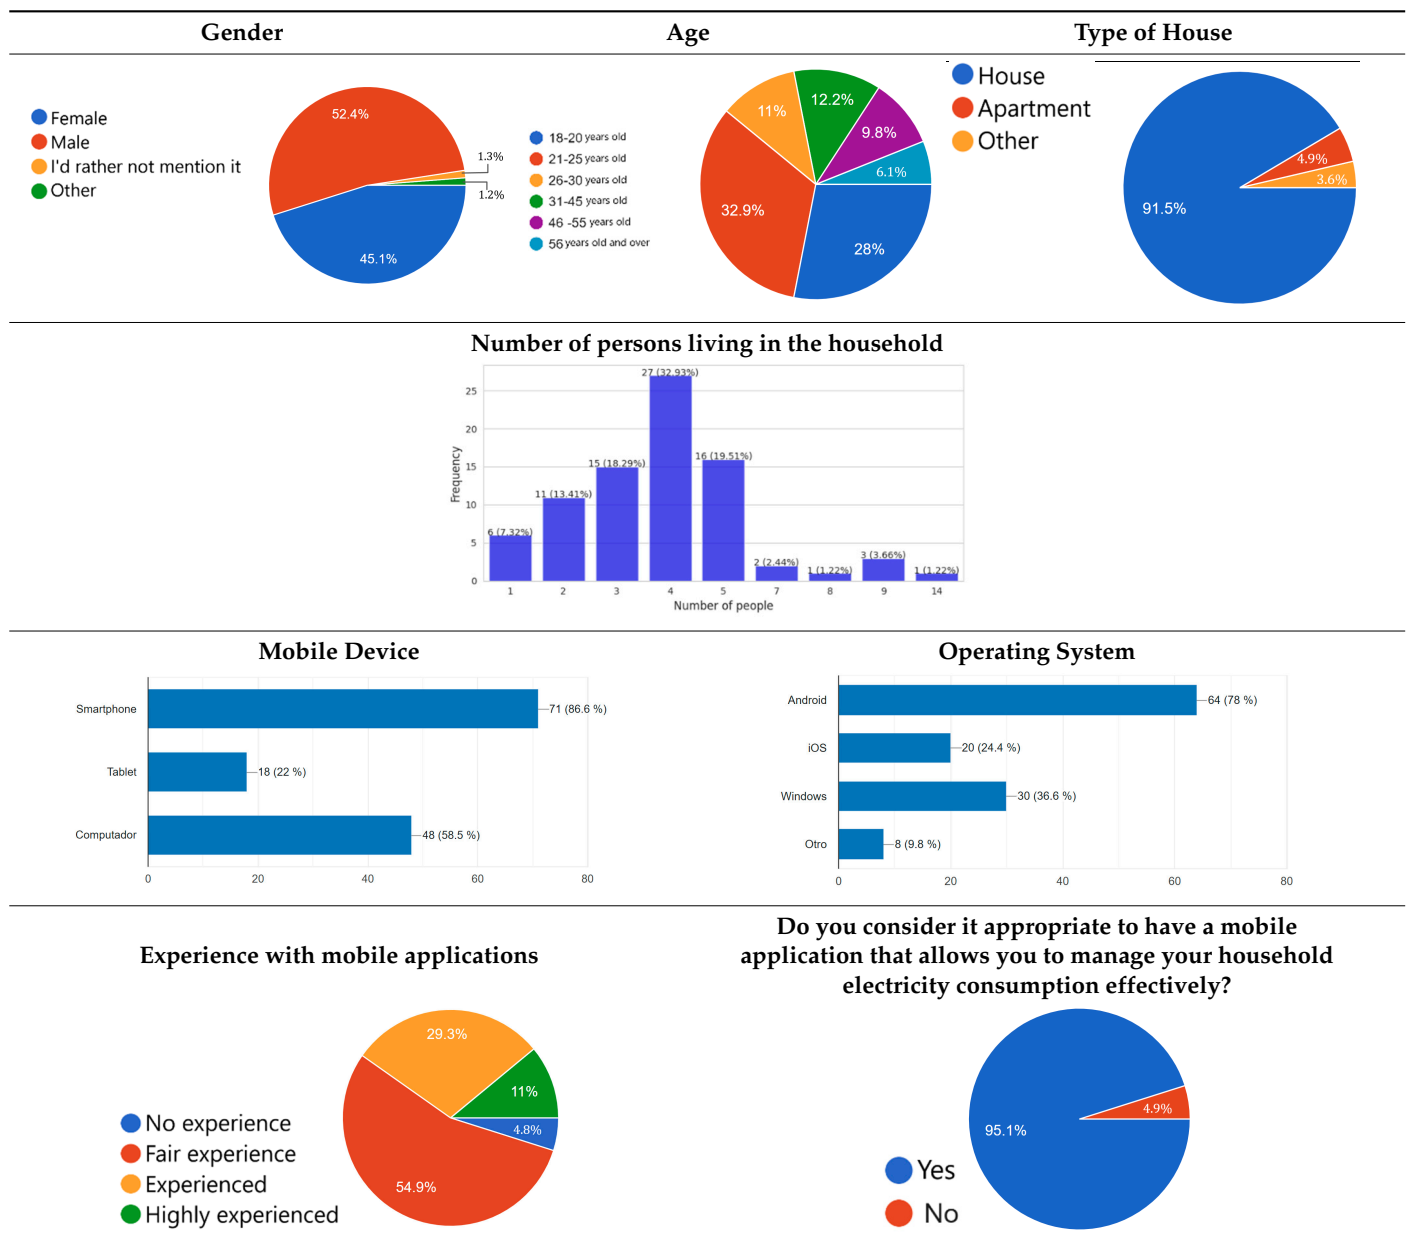 Gender
Age
Type of House
Female
Male
I'd rather not mention it
Other
52.4%
1.3%
1.2%
45.1%
18-20 years old
21-25 years old
26-30 years old
31-45 years old
46 -55 years old
56 years old and over
11%
12.2%
9.8%
6.1%
32.9%
28%
House
Apartment
Other
4.9%
3.6%
91.5%
Number of persons living in the household
27 (32.93%)
16 (19.51%)
15 (18.29%)
11 (13.41%)
6 (7.32%)
2 (2.44%)
1 (1.22%)
3 (3.66%)
1 (1.22%)
Frequency
25
20
15
10
5
0
1 2 3 4 5 7 8 9 14
Number of people
Mobile Device
Smartphone
71 (86.6 %)
Tablet
18 (22 %)
Computador
48 (58.5 %)
0 20 40 60 80
Operating System
Android
64 (78 %)
iOS
20 (24.4 %)
Windows
30 (36.6 %)
Otro
8 (9.8 %)
0 20 40 60 80
Experience with mobile applications
29.3%
11%
4.8%
54.9%
No experience
Fair experience
Experienced
Highly experienced
Do you consider it appropriate to have a mobile
application that allows you to manage your household
electricity consumption effectively?
4.9%
95.1%
Yes
No